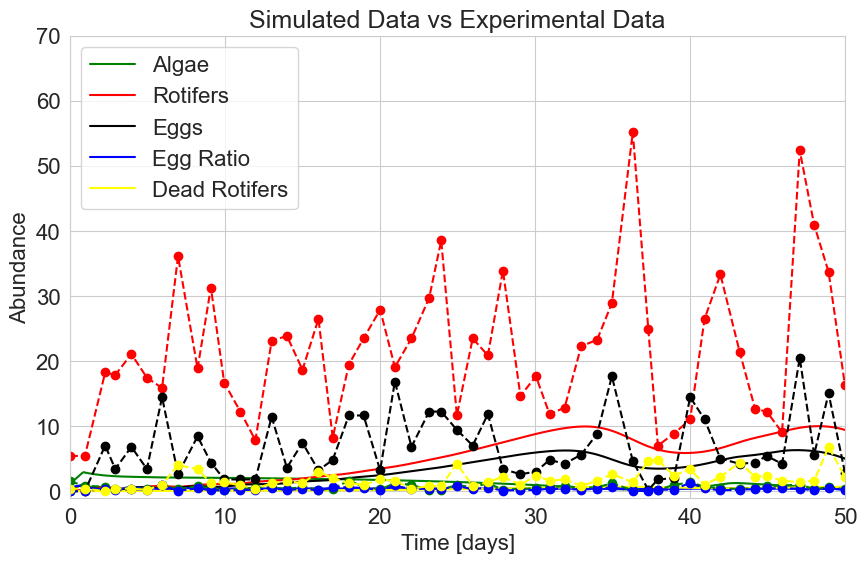 Simulated Data vs Experimental Data
Algae
Rotifers
Eggs
Egg Ratio
Dead Rotifers
Abundance
70
60
50
40
30
20
10
0
0 10 20 30 40 50
Time [days]